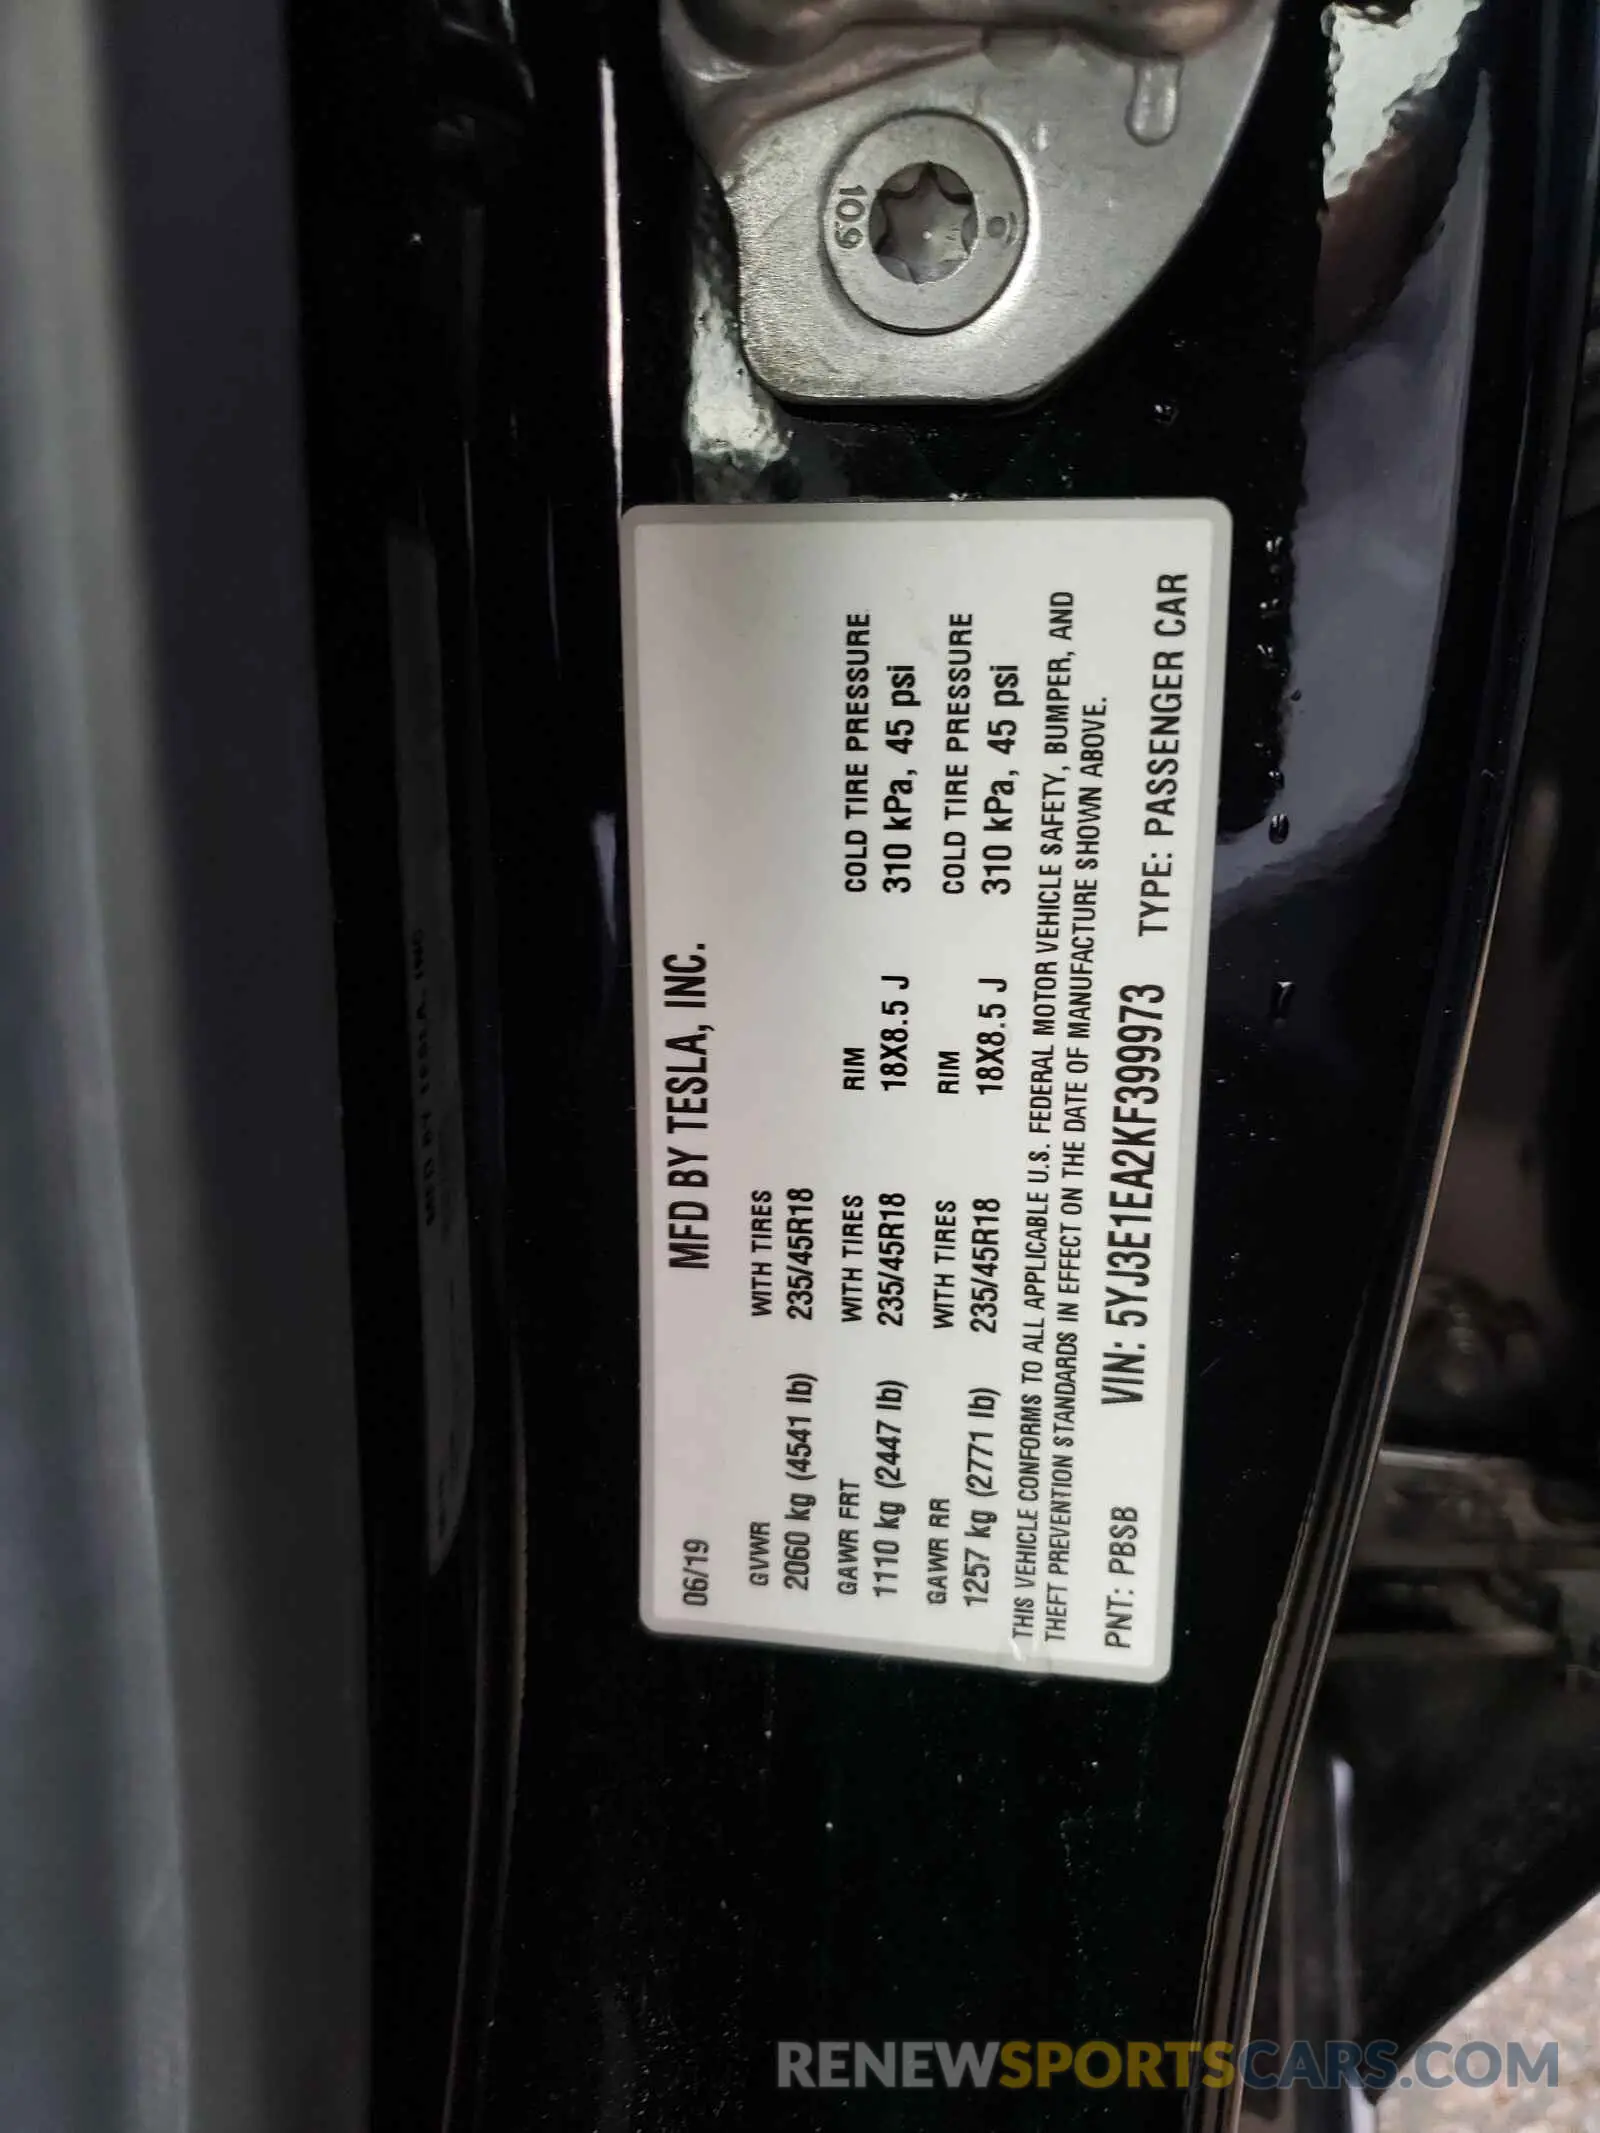 10.9
06/19 MFD BY TESLA, INC.
GVWR WITH TIRES
2060 kg (4541 lb) 235/45R18
GAWR FRT WITH TIRES RIM COLD TIRE PRESSURE
1110 kg (2447 lb) 235/45R18 18X8.5 J 310 kPa, 45 psi
GAWR RR WITH TIRES RIM COLD TIRE PRESSURE
1257 kg (2771 lb) 235/45R18 18X8.5 J 310 kPa, 45 psi
THIS VEHICLE CONFORMS TO ALL APPLICABLE U.S. FEDERAL MOTOR VEHICLE SAFETY, BUMPER, AND
THEFT PREVENTION STANDARDS IN EFFECT ON THE DATE OF MANUFACTURE SHOWN ABOVE.
PNT: PBSB VIN: 5YJ3E1EA2KF399973 TYPE: PASSENGER CAR
RENEWSPORTSCARS.COM